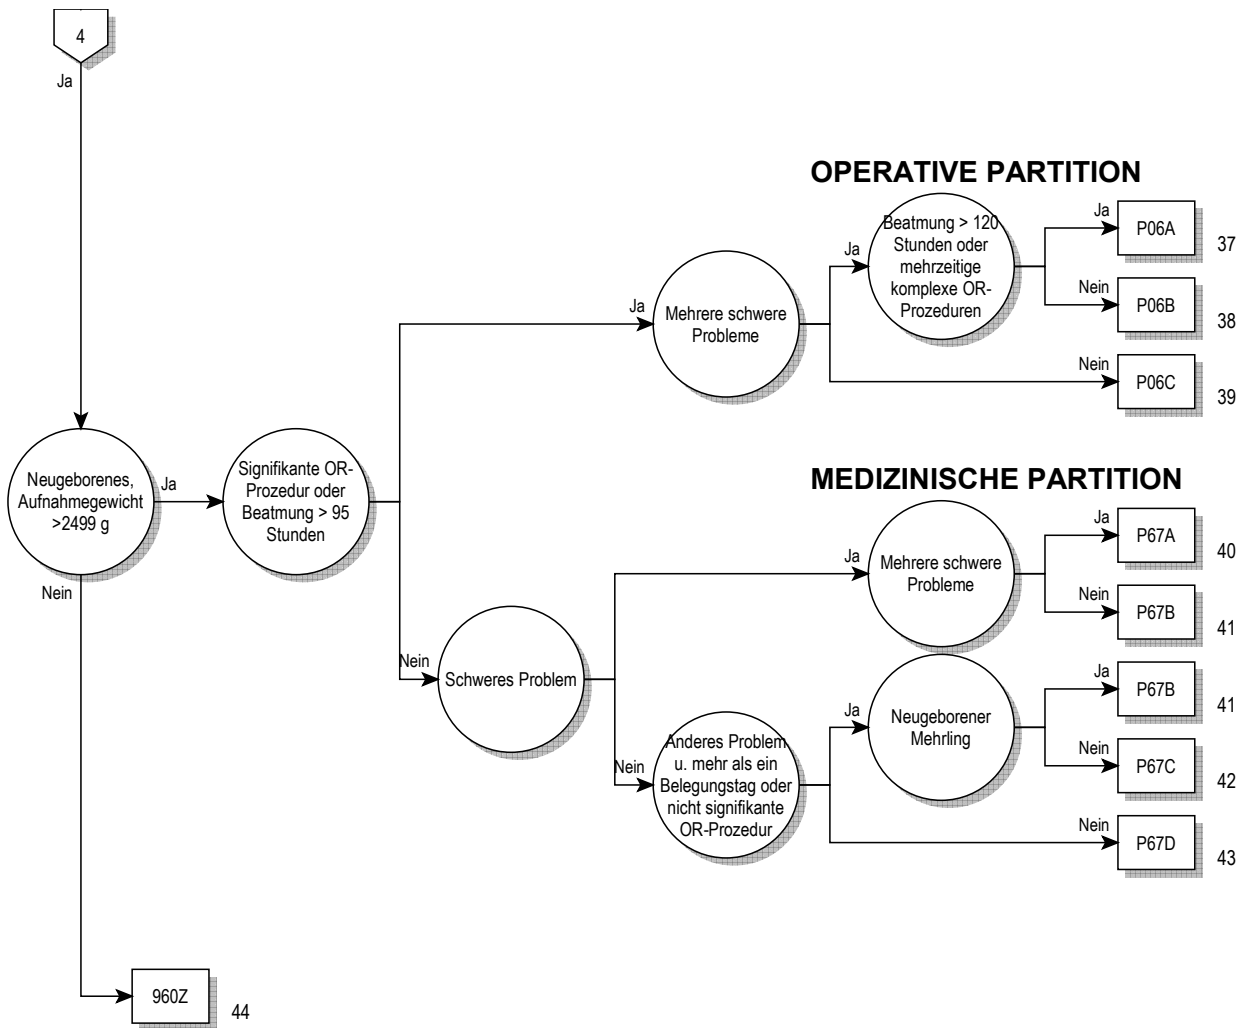 4
Ja
OPERATIVE PARTITION
Beatmung > 120
Stunden oder
mehrzeitige
komplexe OR-
Prozeduren
Ja
Ja
P06A
37
Nein
P06B
38
Ja
Mehrere schwere
Probleme
Nein
P06C
39
Neugeborenes,
Aufnahmegewicht
>2499 g
Ja
Signifikante OR-
Prozedur oder
Beatmung > 95
Stunden
MEDIZINISCHE PARTITION
Ja
Mehrere schwere
Probleme
Ja
P67A
40
Nein
P67B
41
Nein
Nein
Schweres Problem
Ja
Neugeborener
Mehrling
Ja
P67B
41
Nein
P67C
42
Nein
Anderes Problem
u. mehr als ein
Belegungstag oder
nicht signifikante
OR-Prozedur
Nein
P67D
43
960Z
44